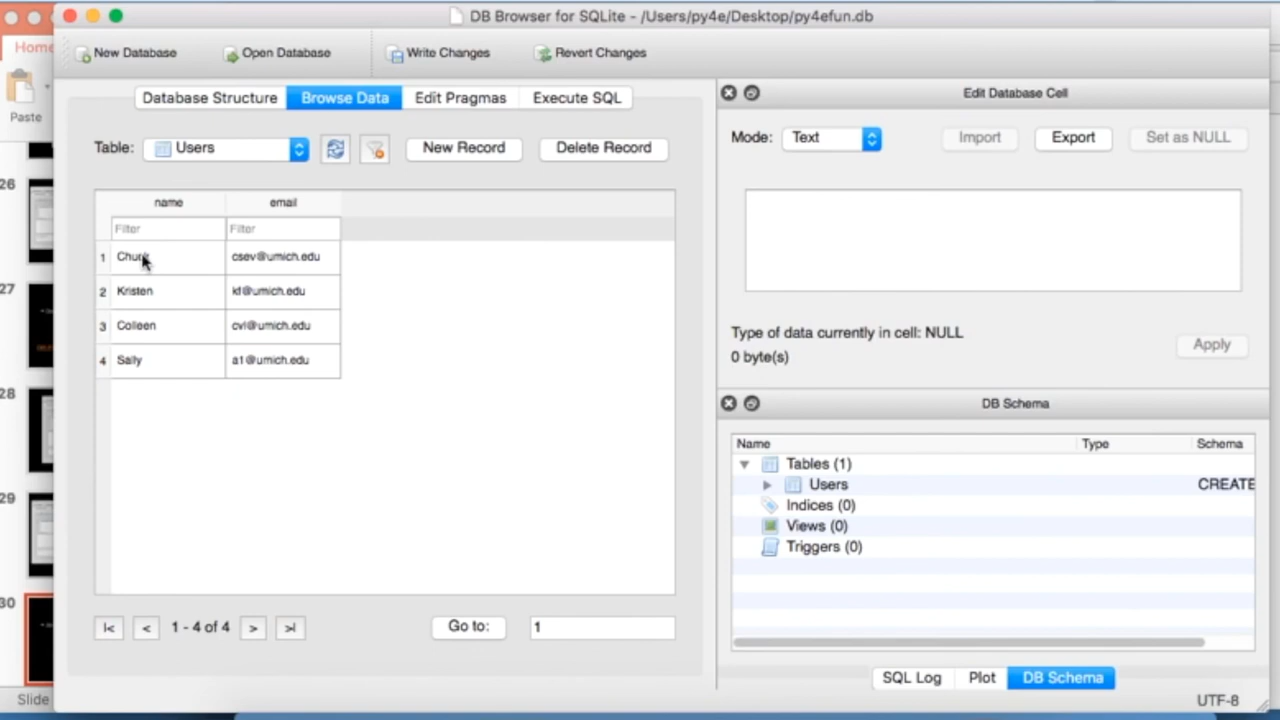 DB Browser for SQLite - /Users/py4e/Desktop/py4efun.db
Home
New Database
Open Database
Write Changes
Revert Changes
Paste
Database Structure
Browse Data
Edit Pragmas
Execute SQL
Table:
Users
New Record
Delete Record
name
email
Filter
Filter
1 Chuck csev@umich.edu
2 Kristen kf@umich.edu
3 Colleen cvl@umich.edu
4 Sally a1@umich.edu
|<
<
1 - 4 of 4
>
>|
Go to:
1
Edit Database Cell
Mode:
Text
Import
Export
Set as NULL
Type of data currently in cell: NULL
0 byte(s)
Apply
DB Schema
Name Type Schema
Tables (1)
Users CREATE
Indices (0)
Views (0)
Triggers (0)
SQL Log
Plot
DB Schema
UTF-8
26
27
28
29
30
Slide